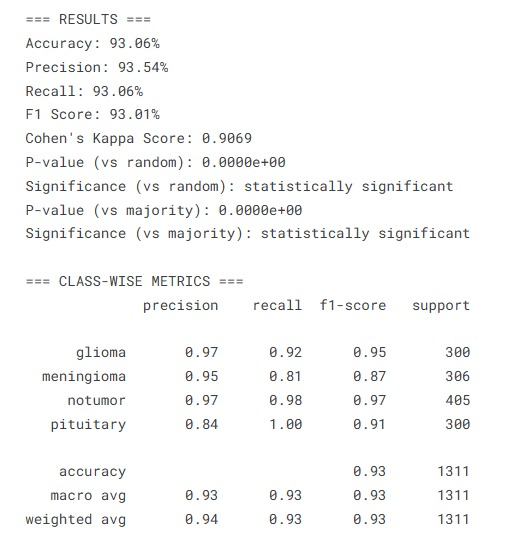 === RESULTS ===
Accuracy: 93.06%
Precision: 93.54%
Recall: 93.06%
F1 Score: 93.01%
Cohen's Kappa Score: 0.9069
P-value (vs random): 0.0000e+00
Significance (vs random): statistically significant
P-value (vs majority): 0.0000e+00
Significance (vs majority): statistically significant
=== CLASS-WISE METRICS ===
precision recall f1-score support
glioma 0.97 0.92 0.95 300
meningioma 0.95 0.81 0.87 306
notumor 0.97 0.98 0.97 405
pituitary 0.84 1.00 0.91 300
accuracy 0.93 1311
macro avg 0.93 0.93 0.93 1311
weighted avg 0.94 0.93 0.93 1311